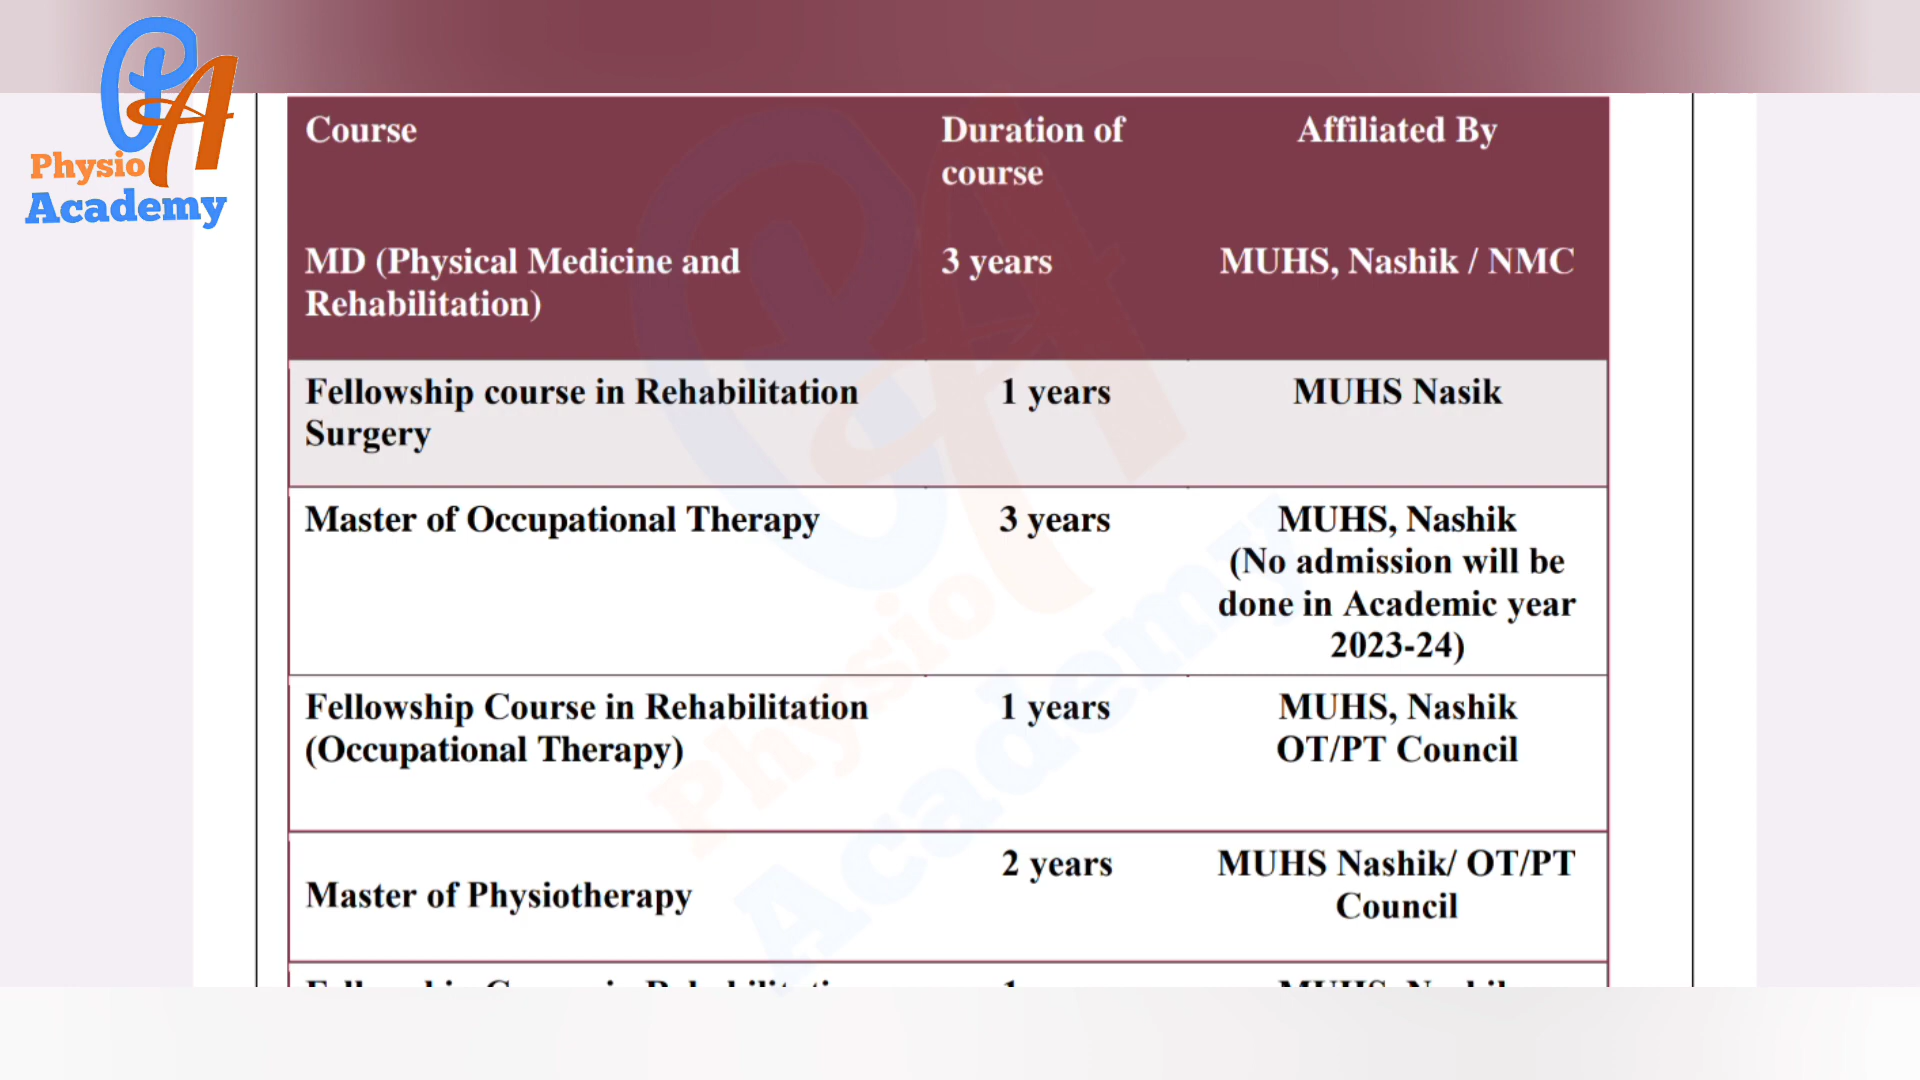 Physio
Academy
Course
Duration of
course
Affiliated By
MD (Physical Medicine and
Rehabilitation)
3 years
MUHS, Nashik / NMC
Fellowship course in Rehabilitation
Surgery
1 years
MUHS Nasik
Master of Occupational Therapy
3 years
MUHS, Nashik
(No admission will be
done in Academic year
2023-24)
Fellowship Course in Rehabilitation
(Occupational Therapy)
1 years
MUHS, Nashik
OT/PT Council
Master of Physiotherapy
2 years
MUHS Nashik/ OT/PT
Council
Physio
Academy